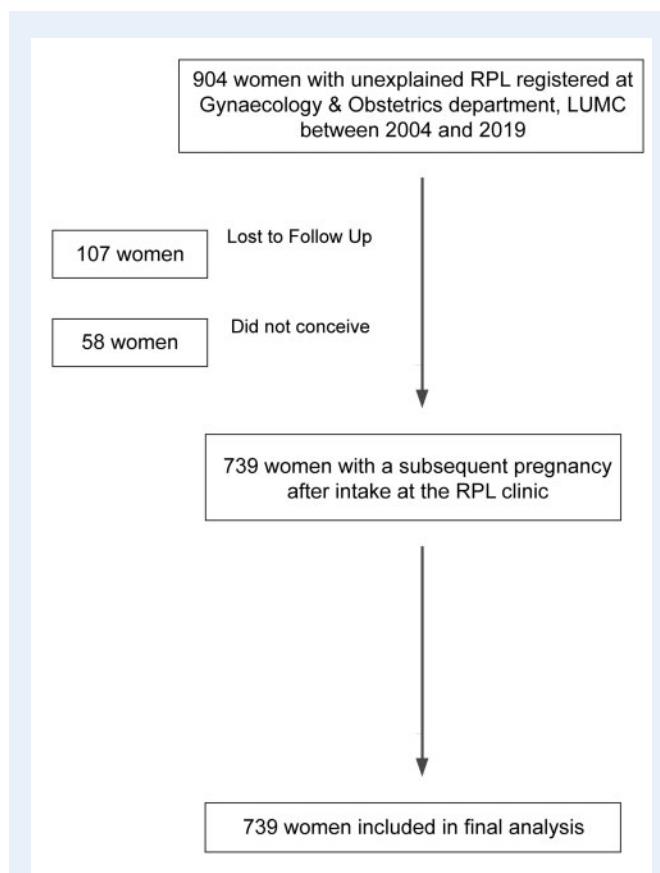 904 women with unexplained RPL registered at
Gynaecology & Obstetrics department, LUMC
between 2004 and 2019
107 women
Lost to Follow Up
58 women
Did not conceive
739 women with a subsequent pregnancy
after intake at the RPL clinic
739 women included in final analysis